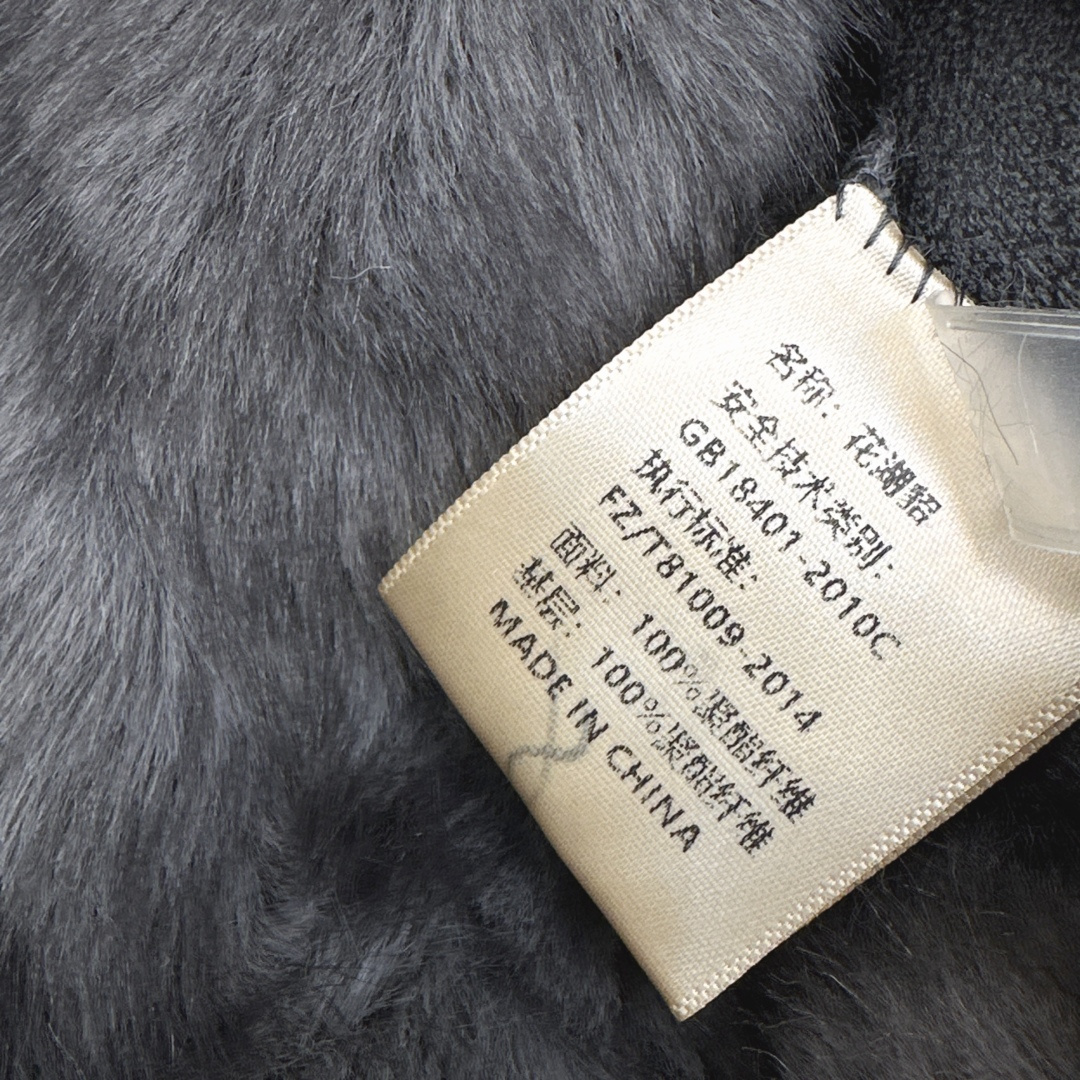 名称：花湖貂
安全技术类别：
GB18401-2010C
执行标准：
FZ/T81009-2014
面料：100%聚酯纤维
基层：100%聚酯纤维
MADE IN CHINA